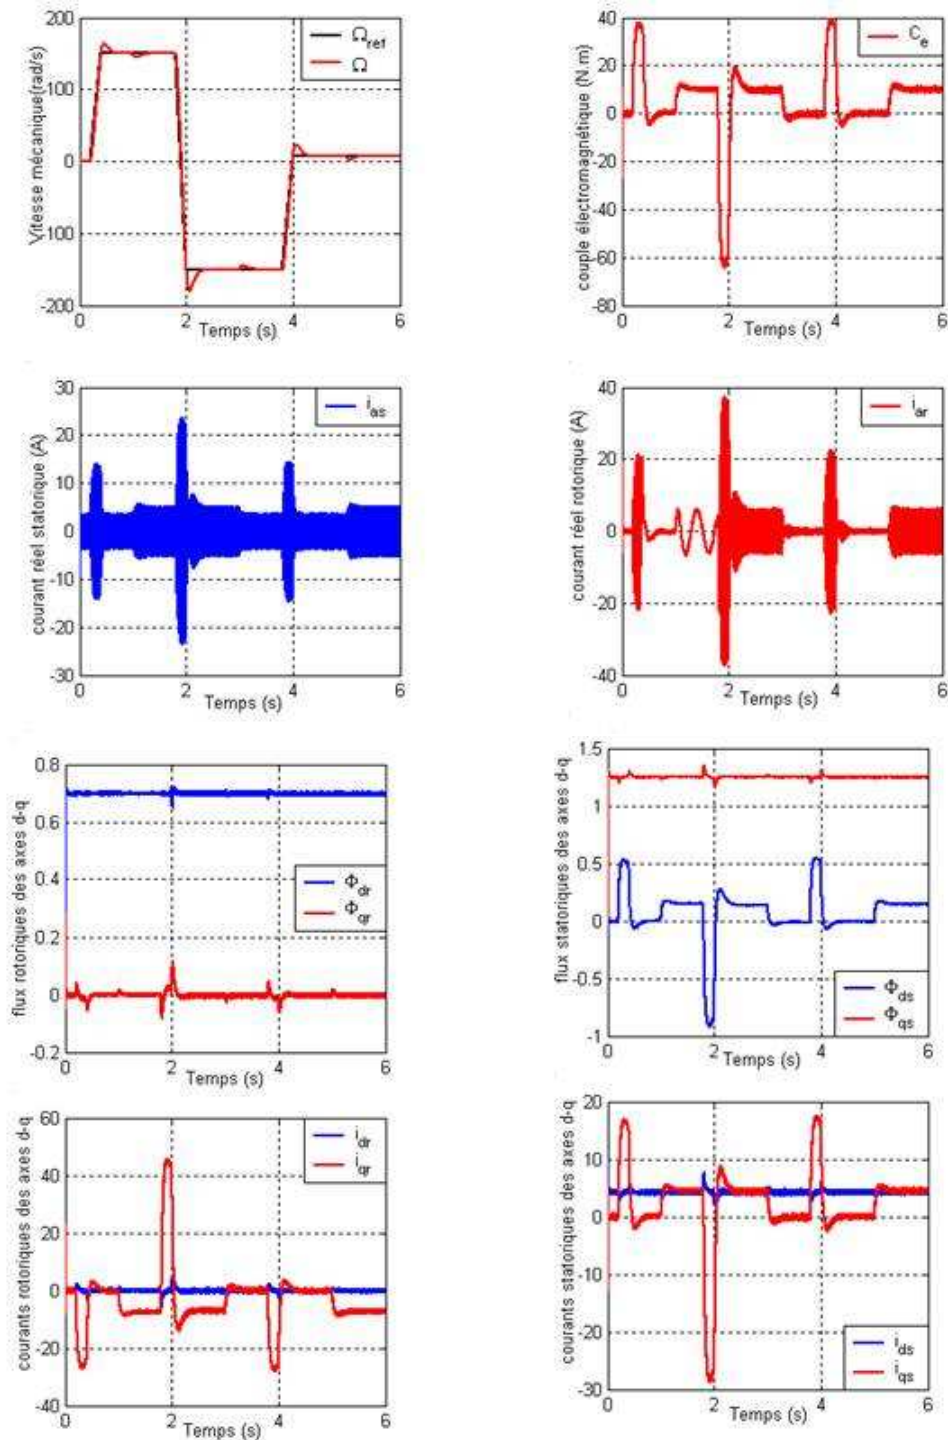 Vitesse mécanique(rad/s)
200
100
0
-100
-200
0 2 4 6
Temps (s)
Ω_ref
Ω
couple électromagnétique (N.m)
40
20
0
-20
-40
-60
-80
0 2 4 6
Temps (s)
C_e
courant réel statorique (A)
30
20
10
0
-10
-20
-30
0 2 4 6
Temps (s)
i_as
courant réel rotorique (A)
40
20
0
-20
-40
0 2 4 6
Temps (s)
i_ar
flux rotoriques des axes d-q
0.8
0.6
0.4
0.2
0
-0.2
0 2 4 6
Temps (s)
Φ_dr
Φ_qr
flux statoriques des axes d-q
1.5
1
0.5
0
-0.5
-1
0 2 4 6
Temps (s)
Φ_ds
Φ_qs
courants rotoriques des axes d-q
60
40
20
0
-20
-40
0 2 4 6
Temps (s)
i_dr
i_qr
courants statoriques des axes d-q
20
10
0
-10
-20
-30
0 2 4 6
Temps (s)
i_ds
i_qs